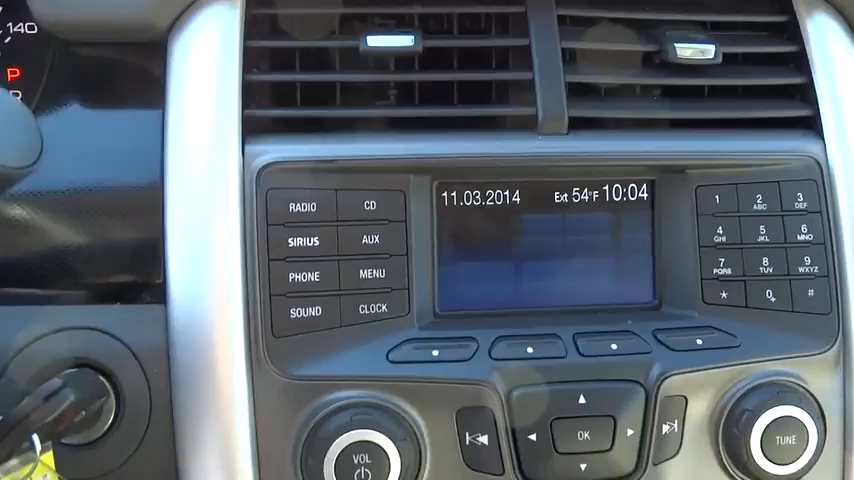 140
P
R
11.03.2014 Ext 54°F 10:04
RADIO CD
SIRIUS AUX
PHONE MENU
SOUND CLOCK
1 2 ABC 3 DEF
4 GHI 5 JKL 6 MNO
7 PQRS 8 TUV 9 WXYZ
* 0+ #
OK
VOL
TUNE